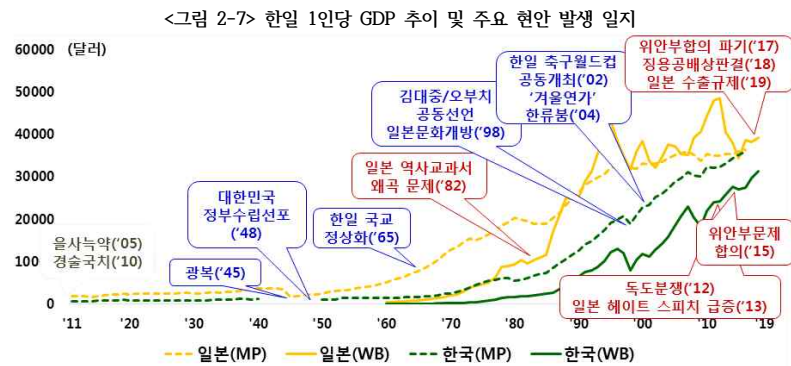 <그림 2-7> 한일 1인당 GDP 추이 및 주요 현안 발생 일지
60000 (달러)
50000
40000
30000
20000
10000
0
위안부합의 파기('17)
징용공배상판결('18)
일본 수출규제('19)
한일 축구월드컵
공동개최('02)
'겨울연가'
한류붐('04)
김대중/오부치
공동선언
일본문화개방('98)
일본 역사교과서
왜곡 문제('82)
대한민국
정부수립선포
('48)
한일 국교
정상화('65)
을사늑약('05)
경술국치('10)
광복('45)
위안부문제
합의('15)
독도분쟁('12)
일본 헤이트 스피치 급증('13)
'11 '20 '30 '40 '50 '60 '70 '80 '90 '00 '10 '19
일본(MP) 일본(WB) 한국(MP) 한국(WB)